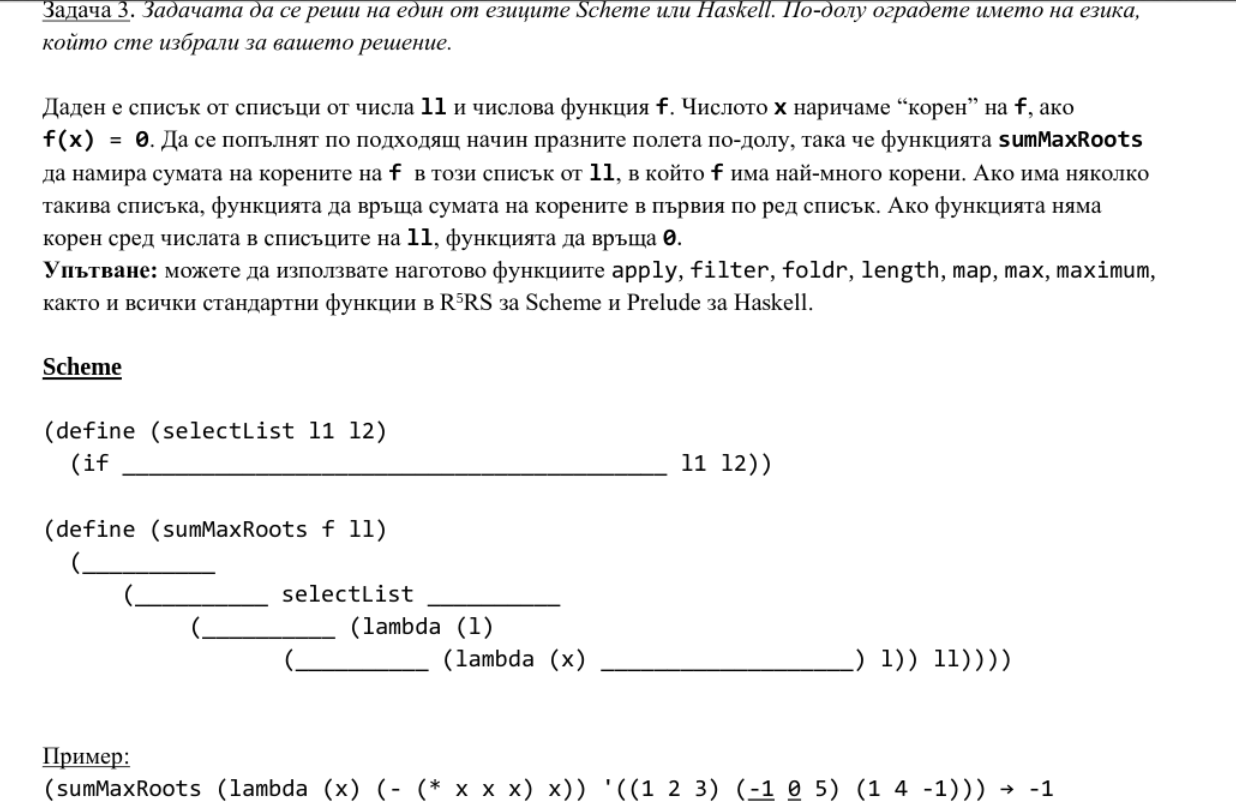 Задача 3. Задачата да се реши на един от езиците Scheme или Haskell. По-долу оградете името на езика,
който сте избрали за вашето решение.
Даден е списък от списъци от числа ll и числова функция f. Числото x наричаме “корен” на f, ако
f(x) = 0. Да се попълнят по подходящ начин празните полета по-долу, така че функцията sumMaxRoots
да намира сумата на корените на f в този списък от ll, в който f има най-много корени. Ако има няколко
такива списъка, функцията да връща сумата на корените в първия по ред списък. Ако функцията няма
корен сред числата в списъците на ll, функцията да връща 0.
Упътване: можете да използвате наготово функциите apply, filter, foldr, length, map, max, maximum,
както и всички стандартни функции в R⁵RS за Scheme и Prelude за Haskell.
Scheme
(define (selectList l1 l2)
(if _________________________________________ l1 l2))
(define (sumMaxRoots f ll)
(__________
(__________ selectList __________
(__________ (lambda (l)
(__________ (lambda (x) ___________________) l)) ll))))
Пример:
(sumMaxRoots (lambda (x) (- (* x x x) x)) '((1 2 3) (-1 0 5) (1 4 -1))) → -1